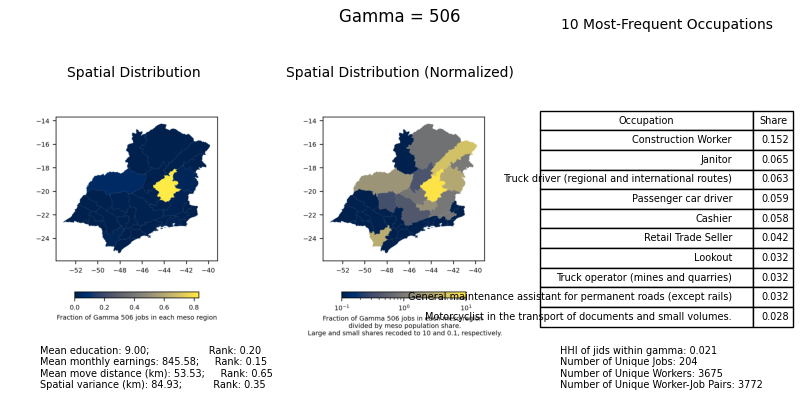 Gamma = 506
10 Most-Frequent Occupations
Spatial Distribution
Spatial Distribution (Normalized)
−14
−16
−18
−20
−22
−24
−52 −50 −48 −46 −44 −42 −40
0.0 0.2 0.4 0.6 0.8
Fraction of Gamma 506 jobs in each meso region
−14
−16
−18
−20
−22
−24
−52 −50 −48 −46 −44 −42 −40
10⁻¹ 10⁰ 10¹
Fraction of Gamma 506 jobs in each meso region
divided by meso population share.
Large and small shares recoded to 10 and 0.1, respectively.
Occupation Share
Construction Worker 0.152
Janitor 0.065
Truck driver (regional and international routes) 0.063
Passenger car driver 0.059
Cashier 0.058
Retail Trade Seller 0.042
Lookout 0.032
Truck operator (mines and quarries) 0.032
General maintenance assistant for permanent roads (except rails) 0.032
Motorcyclist in the transport of documents and small volumes. 0.028
Mean education: 9.00; Rank: 0.20
Mean monthly earnings: 845.58; Rank: 0.15
Mean move distance (km): 53.53; Rank: 0.65
Spatial variance (km): 84.93; Rank: 0.35
HHI of jids within gamma: 0.021
Number of Unique Jobs: 204
Number of Unique Workers: 3675
Number of Unique Worker-Job Pairs: 3772